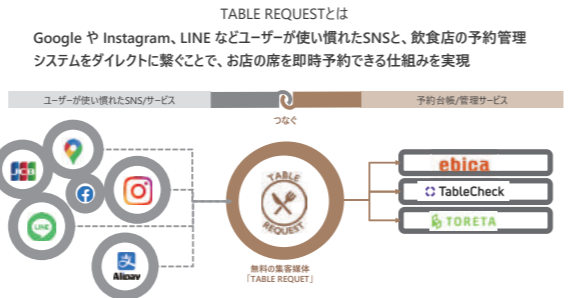 TABLE REQUESTとは
Google や Instagram、LINE などユーザーが使い慣れたSNSと、飲食店の予約管理
システムをダイレクトに繋ぐことで、お店の席を即時予約できる仕組みを実現
ユーザーが使い慣れたSNS/サービス
予約台帳/管理サービス
つなぐ
JCB
LINE
Alipay
TABLE
REQUEST
ebica
TableCheck
TORETA
無料の集客媒体
「TABLE REQUET」